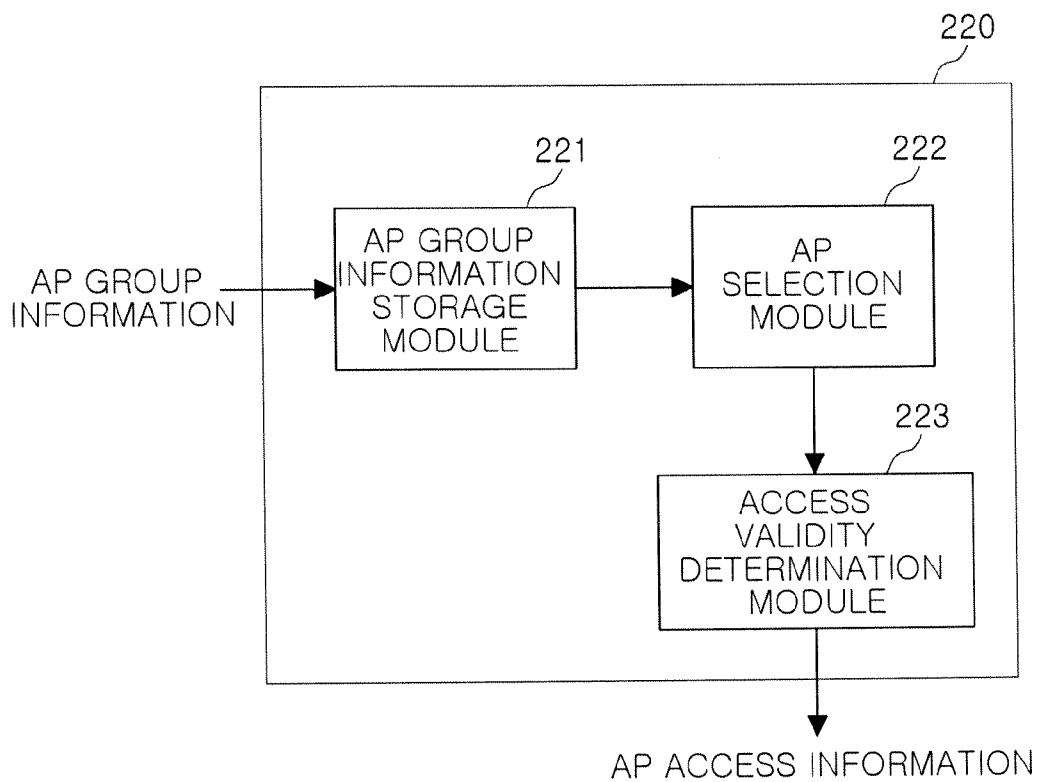 220
221
222
AP GROUP
INFORMATION
AP GROUP
INFORMATION
STORAGE
MODULE
AP
SELECTION
MODULE
223
ACCESS
VALIDITY
DETERMINATION
MODULE
AP ACCESS INFORMATION